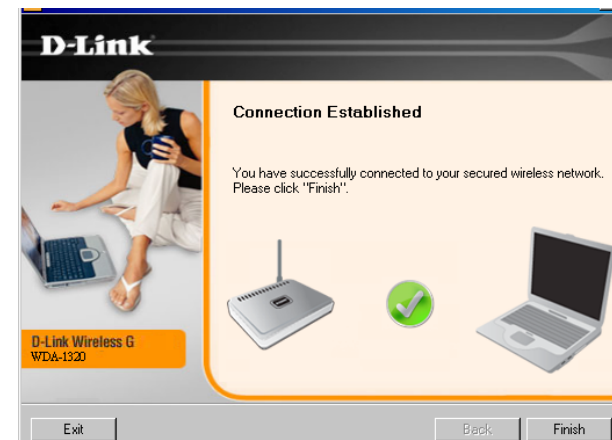 D-Link
Connection Established
You have successfully connected to your secured wireless network.
Please click "Finish".
D-Link Wireless G
WDA-1320
Exit
Back
Finish